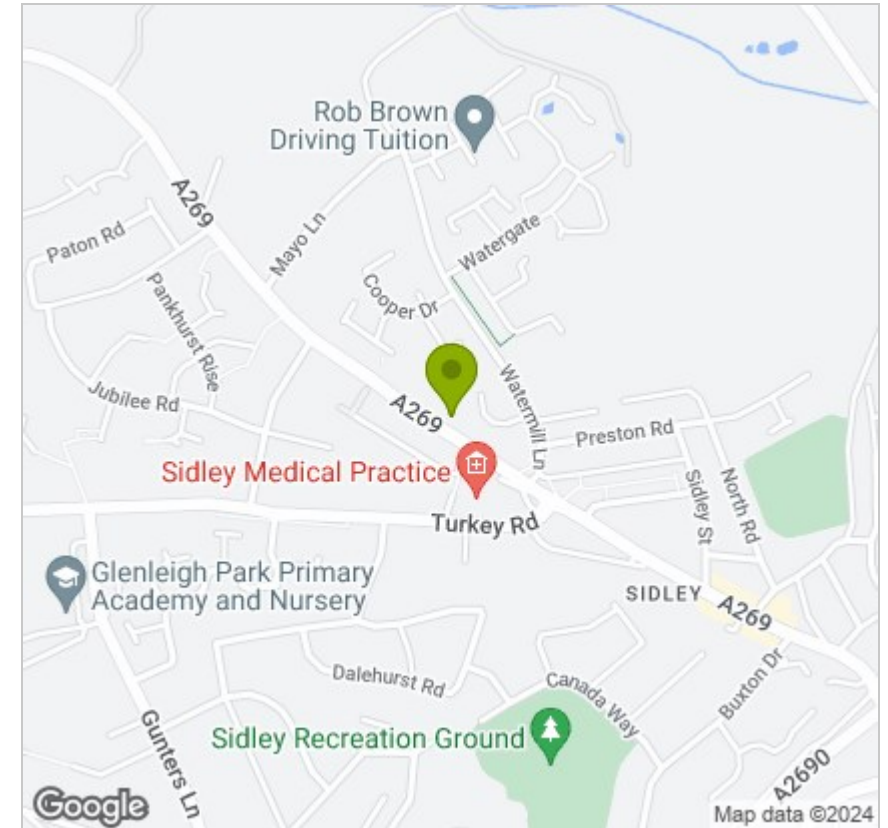 Rob Brown
Driving Tuition
A269
Mayo Ln
Paton Rd
Watergate
Cooper Dr
Pankhurst Rise
Jubilee Rd
A269
Watermill Ln
Preston Rd
Sidley Medical Practice
Sidley St
North Rd
Turkey Rd
Glenleigh Park Primary
Academy and Nursery
SIDLEY
A269
Dalehurst Rd
Canada Way
Buxton Dr
Gunters Ln
Sidley Recreation Ground
A2690
Google
Map data ©2024